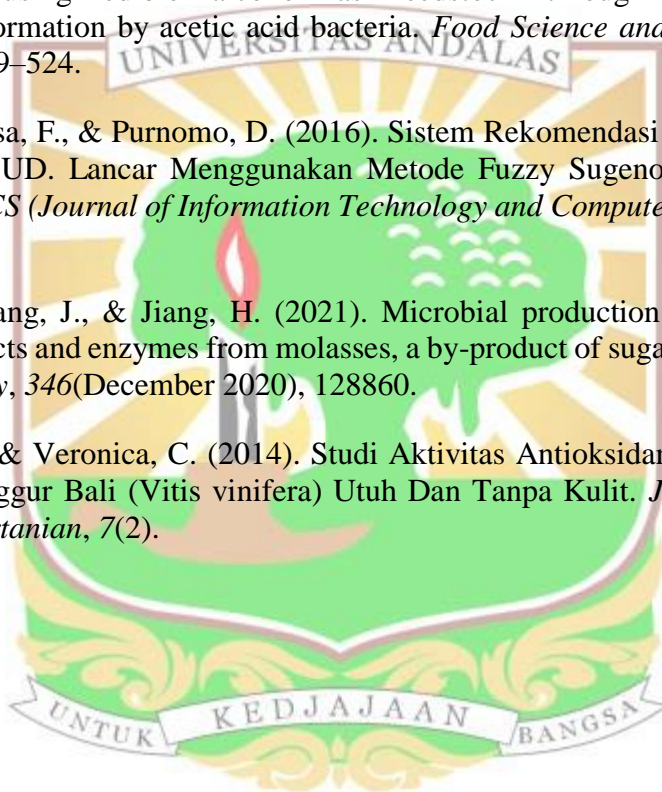 formation by acetic acid bacteria. Food Science and
9–524.
UNIVERSITAS ANDALAS
sa, F., & Purnomo, D. (2016). Sistem Rekomendasi
UD. Lancar Menggunakan Metode Fuzzy Sugeno
CS (Journal of Information Technology and Compute
ang, J., & Jiang, H. (2021). Microbial production
cts and enzymes from molasses, a by-product of suga
y, 346(December 2020), 128860.
& Veronica, C. (2014). Studi Aktivitas Antioksidan
ggur Bali (Vitis vinifera) Utuh Dan Tanpa Kulit. J
rtanian, 7(2).
UNTUK KEDJAJAAN BANGSA